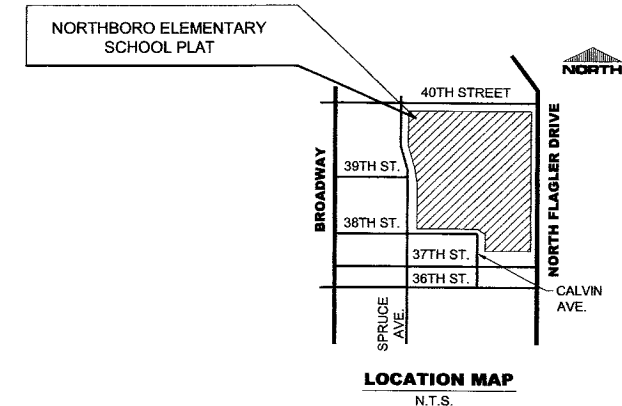 NORTHBORO ELEMENTARY
SCHOOL PLAT
NORTH
40TH STREET
BROADWAY
39TH ST.
NORTH FLAGLER DRIVE
38TH ST.
37TH ST.
36TH ST.
CALVIN
AVE.
SPRUCE
AVE.
LOCATION MAP
N.T.S.